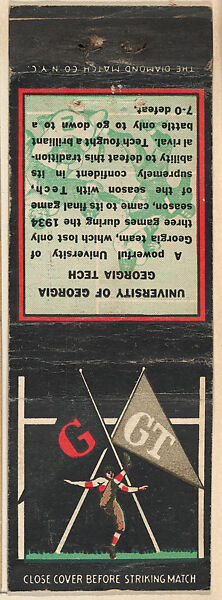 THE DIAMOND MATCH CO. N.Y.C.
UNIVERSITY OF GEORGIA
GEORGIA TECH
A powerful University of
Georgia team, which lost only
three games during the 1934
season, came to its final game
of the season with Tech,
supremely confident in its
ability to defeat this tradition-
al rival. Tech fought a brilliant
battle only to go down to a
7-0 defeat.
G
GT
CLOSE COVER BEFORE STRIKING MATCH